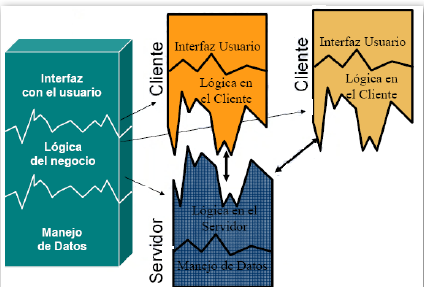 Interfaz
con el usuario
Lógica
del negocio
Manejo
de Datos
Cliente
Interfaz Usuario
Lógica en
el Cliente
Cliente
Interfaz Usuario
Lógica en
el Cliente
Servidor
Lógica en el
Servidor
Manejo de Datos